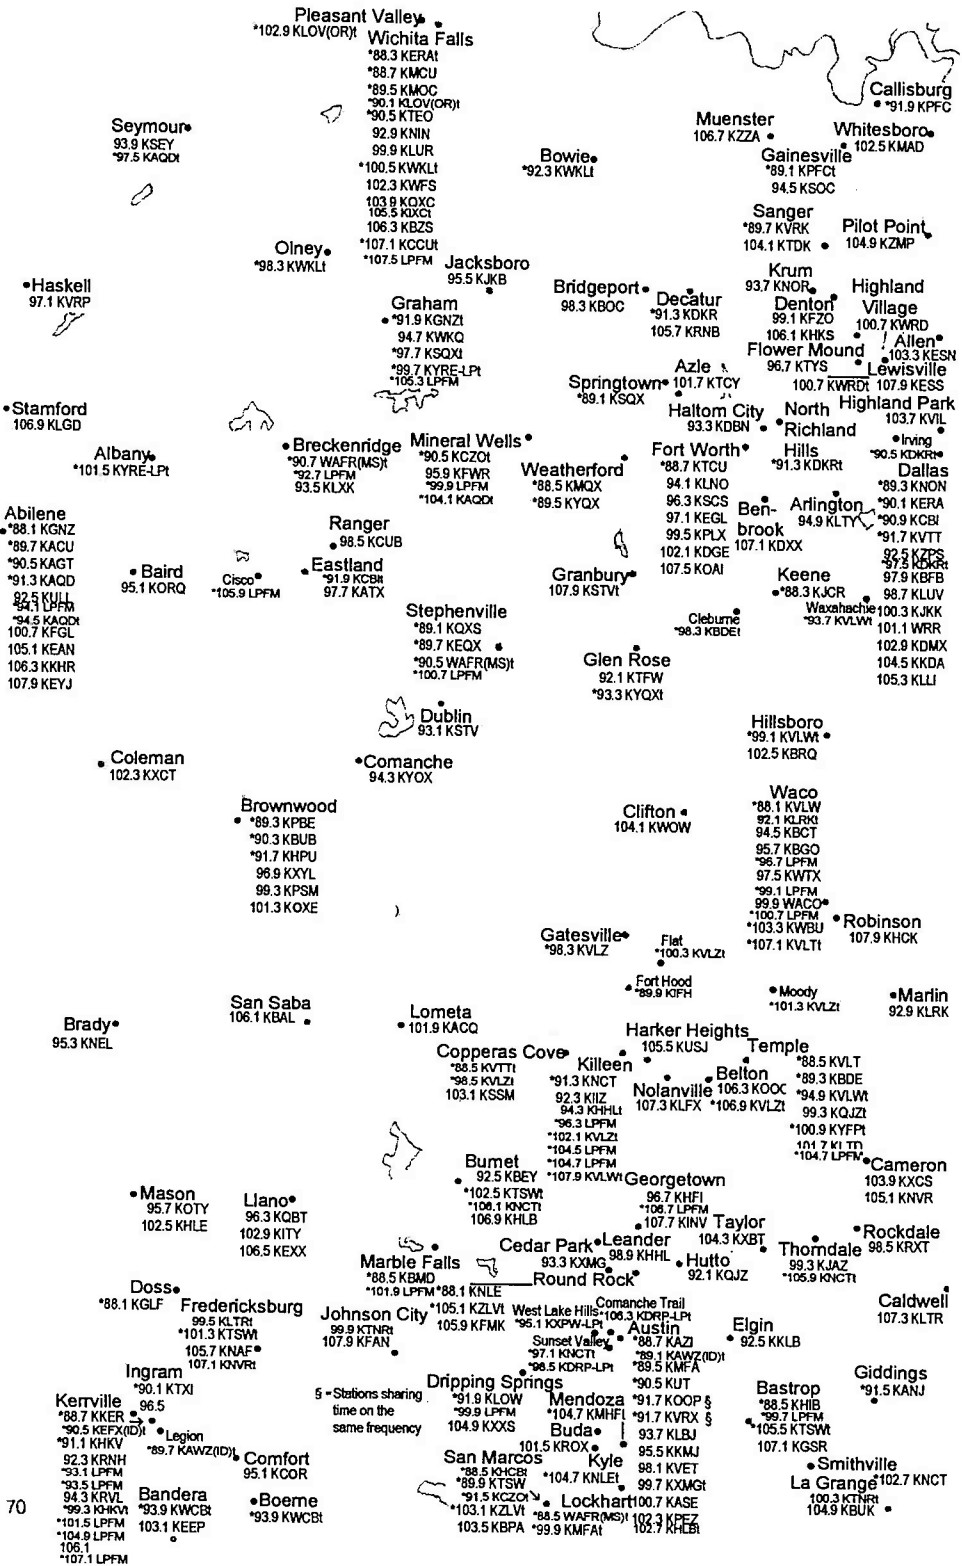 Pleasant Valley
*102.9 KLOV(OR)t
Wichita Falls
*88.3 KERAt
*88.7 KMCU
*89.5 KMOC
*90.1 KLOV(OR)t
*90.5 KTEO
92.9 KNIN
99.9 KLUR
*100.5 KWKLt
102.3 KWFS
103.9 KQXC
105.5 KIXCt
106.3 KBZS
*107.1 KCCUt
*107.5 LPFM
Callisburg
*91.9 KPFC
Seymour
93.9 KSEY
*97.5 KAQDt
Muenster
106.7 KZZA
Whitesboro
102.5 KMAD
Bowie
*92.3 KWKLt
Gainesville
*89.1 KPFCt
94.5 KSOC
Sanger
*89.7 KVRK
104.1 KTDK
Pilot Point
104.9 KZMP
Olney
*98.3 KWKLt
Jacksboro
95.5 KJKB
Haskell
97.1 KVRP
Bridgeport
98.3 KBOC
Decatur
*91.3 KDKR
105.7 KRNB
Krum
93.7 KNOR
Denton
99.1 KFZO
106.1 KHKS
Highland
Village
100.7 KWRD
Allen
103.3 KESN
Graham
*91.9 KGNZt
94.7 KWKQ
*97.7 KSQXt
*99.7 KYRE-LPt
*105.3 LPFM
Flower Mound
96.7 KTYS
Lewisville
100.7 KWRDt 107.9 KESS
Azle
101.7 KTCY
Springtown
*89.1 KSQX
Stamford
106.9 KLGD
Haltom City
93.3 KDBN
North
Richland
Hills
*91.3 KDKRt
Highland Park
103.7 KVIL
Irving
*90.5 KDKRt
Albany
*101.5 KYRE-LPt
Breckenridge
*90.7 WAFR(MS)t
*92.7 LPFM
93.5 KLXK
Mineral Wells
*90.5 KCZOt
95.9 KFWR
*99.9 LPFM
*104.1 KAQDt
Weatherford
*88.5 KMQX
*89.5 KYQX
Fort Worth
*88.7 KTCU
94.1 KLNO
96.3 KSCS
97.1 KEGL
99.5 KPLX
102.1 KDGE
107.5 KOAI
Ben-
brook
107.1 KDXX
Arlington
94.9 KLTY
Dallas
*89.3 KNON
*90.1 KERA
*90.9 KCBI
*91.7 KVTT
92.5 KZPS
*97.5 KDKRt
97.9 KBFB
98.7 KLUV
100.3 KJKK
101.1 WRR
102.9 KDMX
104.5 KKDA
105.3 KLLI
Abilene
*88.1 KGNZ
*89.7 KACU
*90.5 KAGT
*91.3 KAQD
92.5 KULL
*94.1 LPFM
*94.5 KAQDt
100.7 KFGL
105.1 KEAN
106.3 KKHR
107.9 KEYJ
Ranger
98.5 KCUB
Baird
95.1 KORQ
Cisco
*105.9 LPFM
Eastland
*91.9 KCBIt
97.7 KATX
Granbury
107.9 KSTVt
Keene
*88.3 KJCR
Waxahachie
*93.7 KVLWt
Cleburne
*98.3 KBDEt
Stephenville
*89.1 KQXS
*89.7 KEQX
*90.5 WAFR(MS)t
*100.7 LPFM
Glen Rose
92.1 KTFW
*93.3 KYQXt
Dublin
93.1 KSTV
Hillsboro
*99.1 KVLWt
102.5 KBRQ
Coleman
102.3 KXCT
Comanche
94.3 KYOX
Brownwood
*89.3 KPBE
*90.3 KBUB
*91.7 KHPU
96.9 KXYL
99.3 KPSM
101.3 KOXE
Clifton
104.1 KWOW
Waco
*88.1 KVLW
92.1 KLRKt
94.5 KBCT
95.7 KBGO
*96.7 LPFM
97.5 KWTX
*99.1 LPFM
99.9 WACO
*100.7 LPFM
*103.3 KWBU
*107.1 KVLTt
Robinson
107.9 KHCK
Gatesville
*98.3 KVLZ
Flat
*100.3 KVLZt
Fort Hood
*89.9 KIFH
Moody
*101.3 KVLZt
Marlin
92.9 KLRK
San Saba
106.1 KBAL
Brady
95.3 KNEL
Lometa
101.9 KACQ
Harker Heights
105.5 KUSJ
Copperas Cove
*88.5 KVTTt
*98.5 KVLZt
103.1 KSSM
Killeen
*91.3 KNCT
92.3 KIIZ
94.3 KHHLt
*96.3 LPFM
*102.1 KVLZt
*104.5 LPFM
*104.7 LPFM
*107.9 KVLWt
Nolanville
107.3 KLFX
Belton
106.3 KOOC
*106.9 KVLZt
Temple
*88.5 KVLT
*89.3 KBDE
*94.9 KVLWt
99.3 KQJZt
*100.9 KYFPt
101.7 KLTD
*104.7 LPFM
Cameron
103.9 KXCS
105.1 KNVR
Mason
95.7 KOTY
102.5 KHLE
Llano
96.3 KQBT
102.9 KITY
106.5 KEXX
Burnet
92.5 KBEY
*102.5 KTSWt
*106.1 KNCTt
106.9 KHLB
Georgetown
96.7 KHFI
*106.7 LPFM
107.7 KINV
Taylor
104.3 KXBT
Rockdale
98.5 KRXT
Thorndale
99.3 KJAZ
*105.9 KNCTt
Cedar Park
93.3 KXMG
Leander
98.9 KHHL
Hutto
92.1 KQJZ
Marble Falls
*88.5 KBMD
*101.9 LPFM
Round Rock
*88.1 KNLE
*105.1 KZLVt
105.9 KFMK
Doss
*88.1 KGLF
Fredericksburg
99.5 KLTRt
*101.3 KTSWt
105.7 KNAF
107.1 KNVRt
Johnson City
99.9 KTNRt
107.9 KFAN
West Lake Hills
*95.1 KXPW-LPt
Comanche Trail
*106.3 KDRP-LPt
Sunset Valley
*97.1 KNCTt
*98.5 KDRP-LPt
Austin
*88.7 KAZI
*89.1 KAWZ(ID)t
*89.5 KMFA
*90.5 KUT
*91.7 KOOP §
*91.7 KVRX §
93.7 KLBJ
95.5 KKMJ
98.1 KVET
99.7 KXMGt
100.7 KASE
102.3 KPEZ
102.7 KHLBt
Elgin
92.5 KKLB
Caldwell
107.3 KLTR
Giddings
*91.5 KANJ
Ingram
*90.1 KTXI
96.5
§ = Stations sharing
time on the
same frequency
Dripping Springs
*91.9 KLOW
*99.9 LPFM
104.9 KXXS
Mendoza
*104.7 KMHFt
Buda
101.5 KROX
Bastrop
*88.5 KHIB
*99.7 LPFM
*105.5 KTSWt
107.1 KGSR
Kerrville
*88.7 KKER
*90.5 KEFX(ID)t
*91.1 KHKV
92.3 KRNH
*93.1 LPFM
*93.5 LPFM
94.3 KRVL
*99.3 KHKVt
*101.5 LPFM
*104.9 LPFM
106.1
*107.1 LPFM
Legion
*89.7 KAWZ(ID)t
Comfort
95.1 KCOR
San Marcos
*88.5 KHCBt
*89.9 KTSW
*91.5 KCZOt
*103.1 KZLVt
103.5 KBPA
Kyle
*104.7 KNLEt
Smithville
*102.7 KNCT
La Grange
100.3 KTNRt
104.9 KBUK
Bandera
*93.9 KWCBt
103.1 KEEP
Boerne
*93.9 KWCBt
Lockhart
*88.5 WAFR(MS)t
*99.9 KMFAt
70